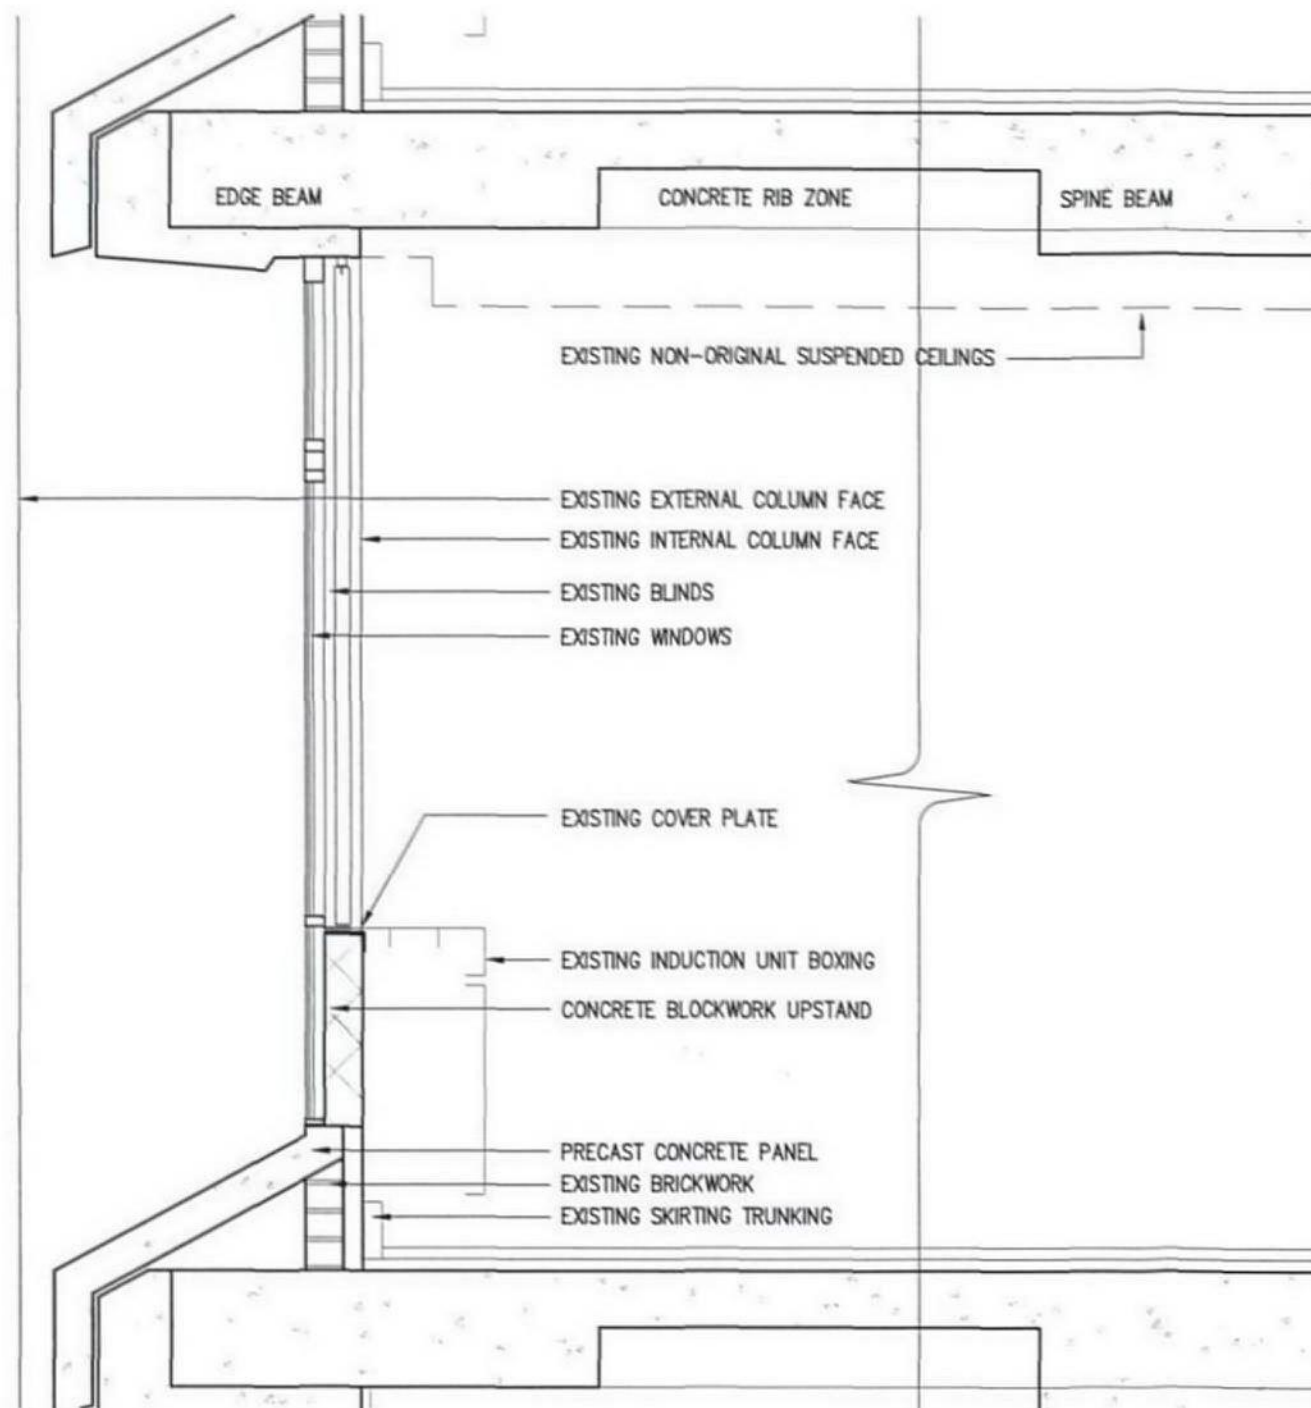 EDGE BEAM
CONCRETE RIB ZONE
SPINE BEAM
EXISTING NON-ORIGINAL SUSPENDED CEILINGS
EXISTING EXTERNAL COLUMN FACE
EXISTING INTERNAL COLUMN FACE
EXISTING BLINDS
EXISTING WINDOWS
EXISTING COVER PLATE
EXISTING INDUCTION UNIT BOXING
CONCRETE BLOCKWORK UPSTAND
PRECAST CONCRETE PANEL
EXISTING BRICKWORK
EXISTING SKIRTING TRUNKING